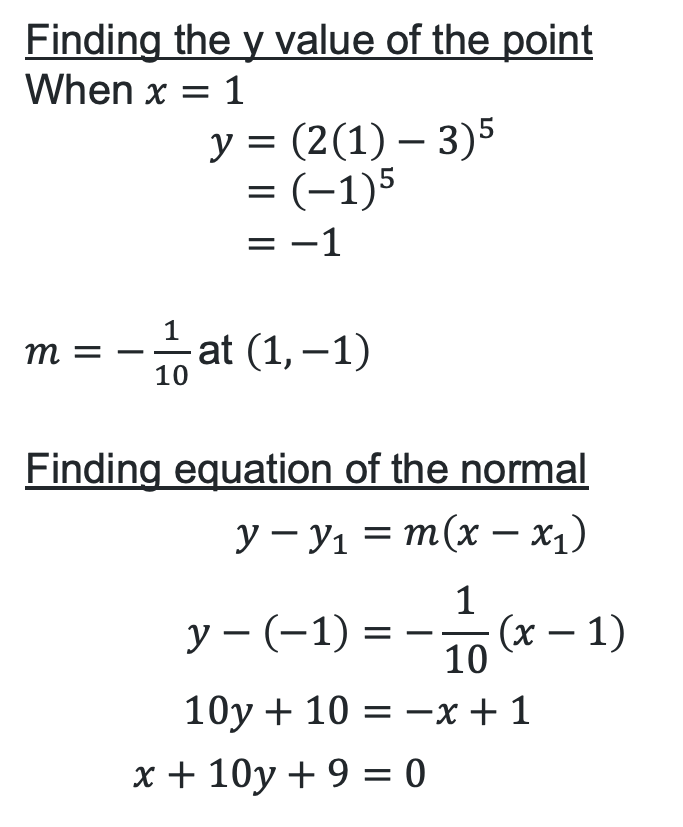 Finding the y value of the point
When x = 1
y = (2(1) − 3)⁵
= (−1)⁵
= −1
m = −1/10 at (1, −1)
Finding equation of the normal
y − y₁ = m(x − x₁)
y − (−1) = −1/10(x − 1)
10y + 10 = −x + 1
x + 10y + 9 = 0